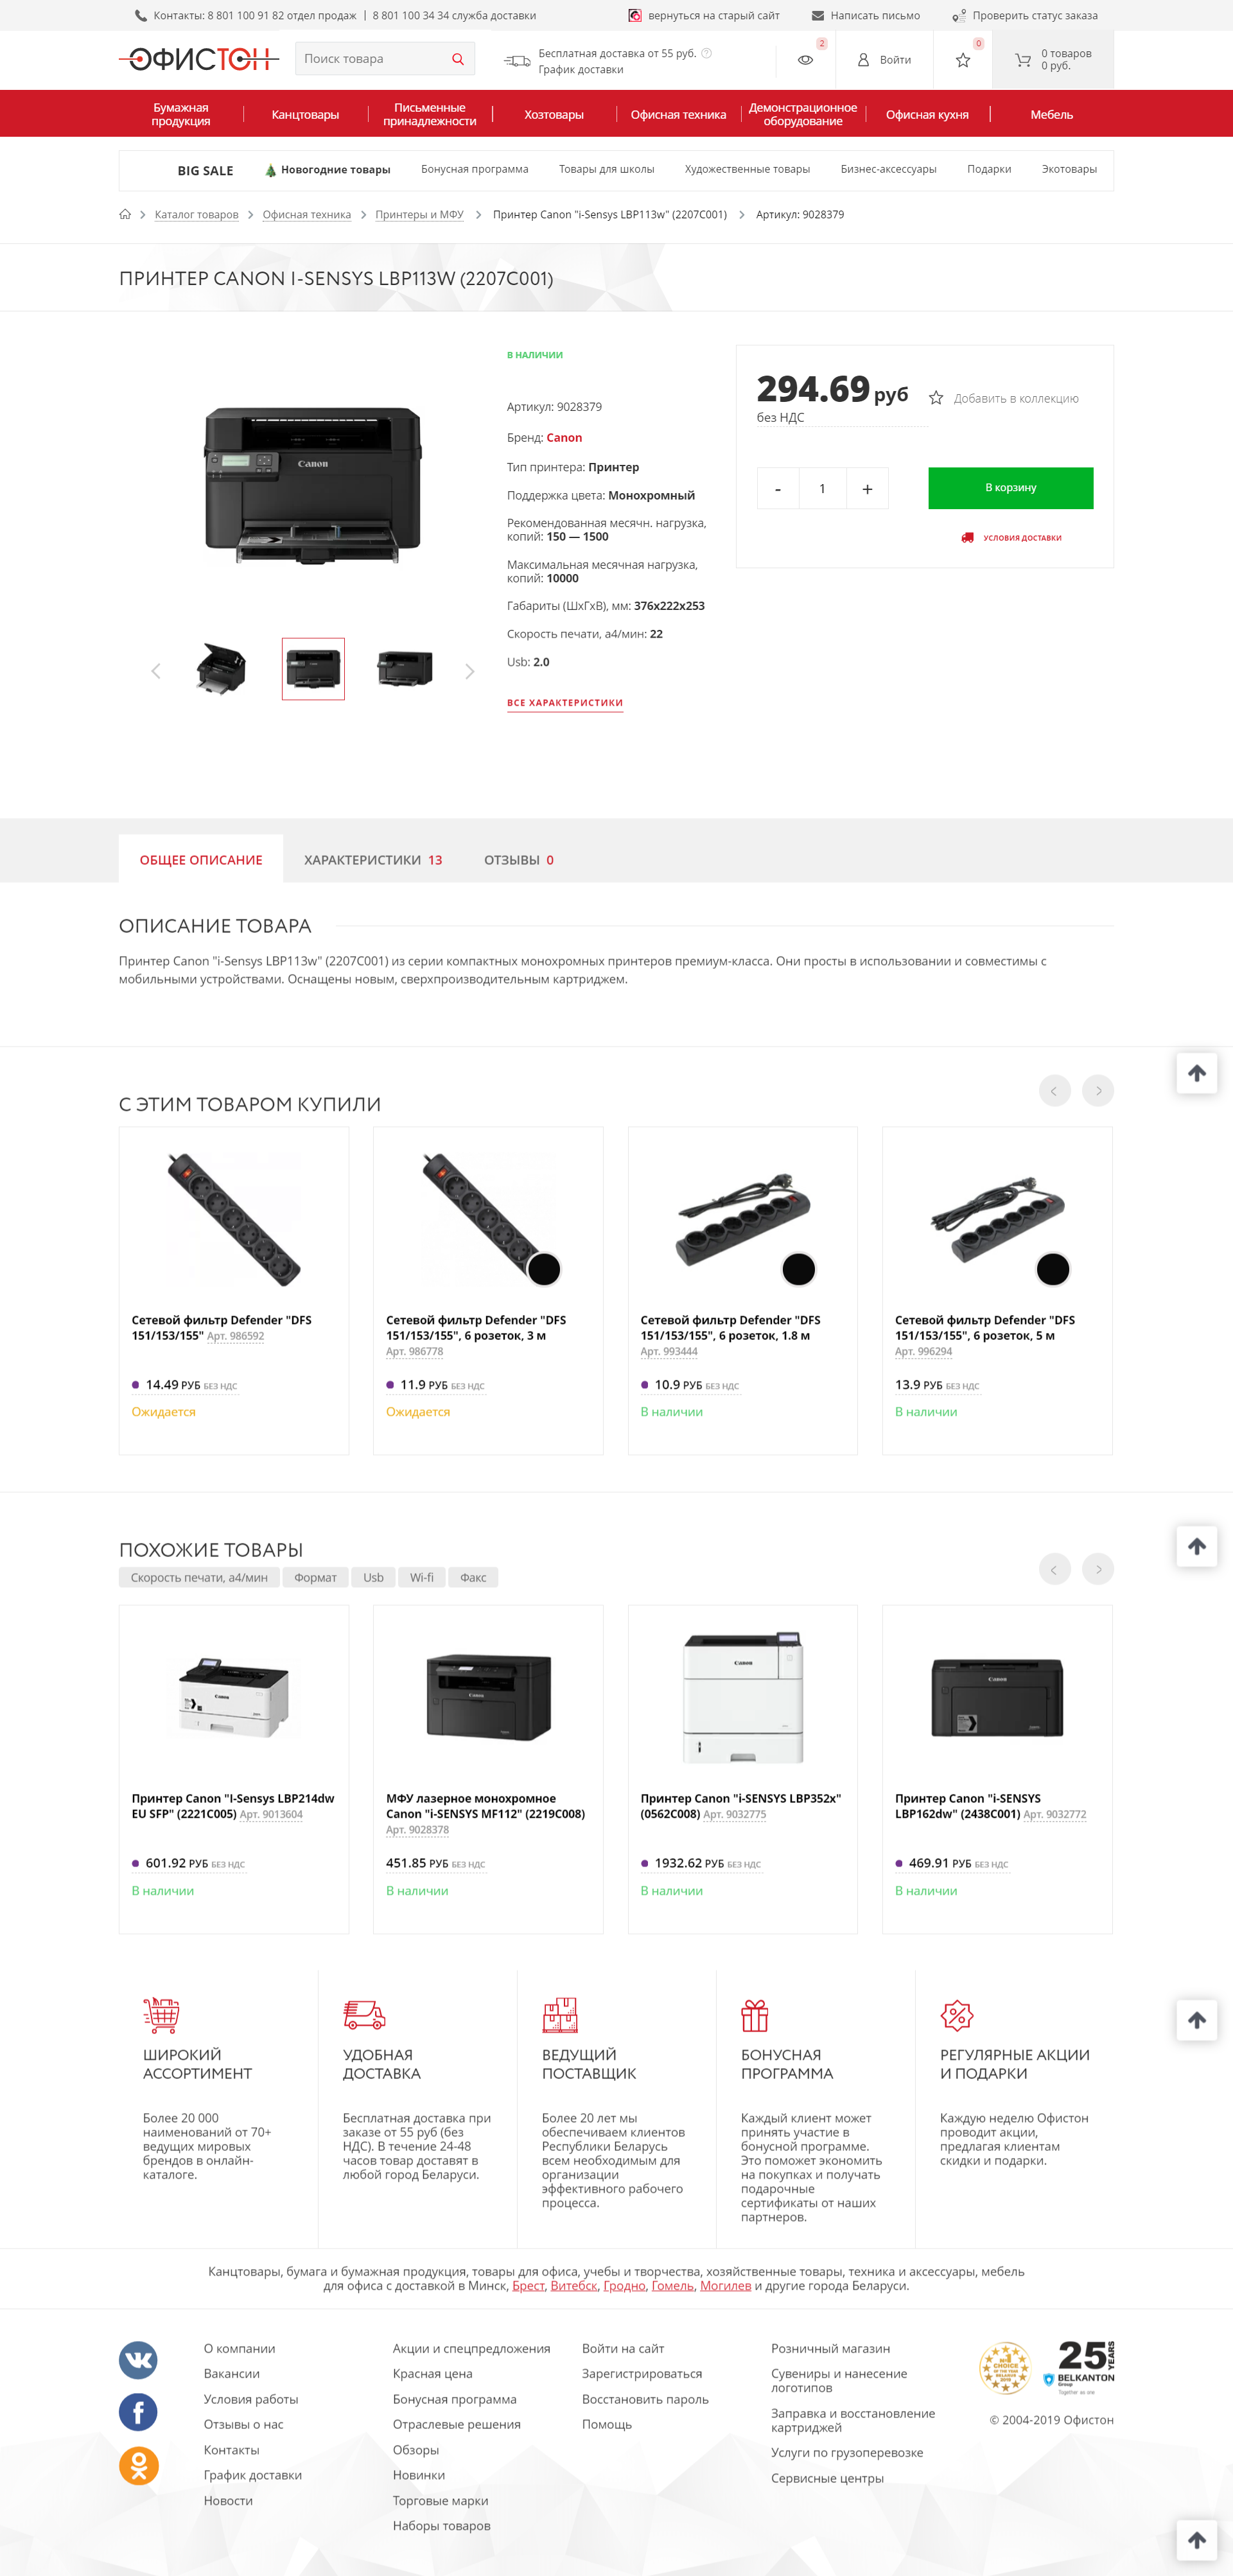 Контакты: 8 801 100 91 82 отдел продаж | 8 801 100 34 34 служба доставки
вернуться на старый сайт
Написать письмо
Проверить статус заказа
ОФИСТОН
Поиск товара
Бесплатная доставка от 55 руб.
График доставки
2
Войти
0
0 товаров
0 руб.
Бумажная продукция
Канцтовары
Письменные принадлежности
Хозтовары
Офисная техника
Демонстрационное оборудование
Офисная кухня
Мебель
BIG SALE
Новогодние товары
Бонусная программа
Товары для школы
Художественные товары
Бизнес-аксессуары
Подарки
Экотовары
Каталог товаров
Офисная техника
Принтеры и МФУ
Принтер Canon "i-Sensys LBP113w" (2207C001)
Артикул: 9028379
ПРИНТЕР CANON I-SENSYS LBP113W (2207C001)
Canon
В НАЛИЧИИ
Артикул: 9028379
Бренд: Canon
Тип принтера: Принтер
Поддержка цвета: Монохромный
Рекомендованная месячн. нагрузка,
копий: 150 — 1500
Максимальная месячная нагрузка,
копий: 10000
Габариты (ШхГхВ), мм: 376x222x253
Скорость печати, а4/мин: 22
Usb: 2.0
ВСЕ ХАРАКТЕРИСТИКИ
294.69 руб
без НДС
Добавить в коллекцию
- 1 +
В корзину
УСЛОВИЯ ДОСТАВКИ
ОБЩЕЕ ОПИСАНИЕ
ХАРАКТЕРИСТИКИ 13
ОТЗЫВЫ 0
ОПИСАНИЕ ТОВАРА
Принтер Canon "i-Sensys LBP113w" (2207C001) из серии компактных монохромных принтеров премиум-класса. Они просты в использовании и совместимы с
мобильными устройствами. Оснащены новым, сверхпроизводительным картриджем.
С ЭТИМ ТОВАРОМ КУПИЛИ
Сетевой фильтр Defender "DFS
151/153/155" Арт. 986592
14.49 РУБ БЕЗ НДС
Ожидается
Сетевой фильтр Defender "DFS
151/153/155", 6 розеток, 3 м
Арт. 986778
11.9 РУБ БЕЗ НДС
Ожидается
Сетевой фильтр Defender "DFS
151/153/155", 6 розеток, 1.8 м
Арт. 993444
10.9 РУБ БЕЗ НДС
В наличии
Сетевой фильтр Defender "DFS
151/153/155", 6 розеток, 5 м
Арт. 996294
13.9 РУБ БЕЗ НДС
В наличии
ПОХОЖИЕ ТОВАРЫ
Скорость печати, а4/мин
Формат
Usb
Wi-fi
Факс
Принтер Canon "I-Sensys LBP214dw
EU SFP" (2221C005) Арт. 9013604
601.92 РУБ БЕЗ НДС
В наличии
МФУ лазерное монохромное
Canon "i-SENSYS MF112" (2219C008)
Арт. 9028378
451.85 РУБ БЕЗ НДС
В наличии
Принтер Canon "i-SENSYS LBP352x"
(0562C008) Арт. 9032775
1932.62 РУБ БЕЗ НДС
В наличии
Принтер Canon "i-SENSYS
LBP162dw" (2438C001) Арт. 9032772
469.91 РУБ БЕЗ НДС
В наличии
ШИРОКИЙ
АССОРТИМЕНТ
Более 20 000
наименований от 70+
ведущих мировых
брендов в онлайн-
каталоге.
УДОБНАЯ
ДОСТАВКА
Бесплатная доставка при
заказе от 55 руб (без
НДС). В течение 24-48
часов товар доставят в
любой город Беларуси.
ВЕДУЩИЙ
ПОСТАВЩИК
Более 20 лет мы
обеспечиваем клиентов
Республики Беларусь
всем необходимым для
организации
эффективного рабочего
процесса.
БОНУСНАЯ
ПРОГРАММА
Каждый клиент может
принять участие в
бонусной программе.
Это поможет экономить
на покупках и получать
подарочные
сертификаты от наших
партнеров.
РЕГУЛЯРНЫЕ АКЦИИ
И ПОДАРКИ
Каждую неделю Офистон
проводит акции,
предлагая клиентам
скидки и подарки.
Канцтовары, бумага и бумажная продукция, товары для офиса, учебы и творчества, хозяйственные товары, техника и аксессуары, мебель
для офиса с доставкой в Минск, Брест, Витебск, Гродно, Гомель, Могилев и другие города Беларуси.
О компании
Вакансии
Условия работы
Отзывы о нас
Контакты
График доставки
Новости
Акции и спецпредложения
Красная цена
Бонусная программа
Отраслевые решения
Обзоры
Новинки
Торговые марки
Наборы товаров
Войти на сайт
Зарегистрироваться
Восстановить пароль
Помощь
Розничный магазин
Сувениры и нанесение
логотипов
Заправка и восстановление
картриджей
Услуги по грузоперевозке
Сервисные центры
CHOICE
25 YEARS
BELKANTON
Group
Together we are
© 2004-2019 Офистон